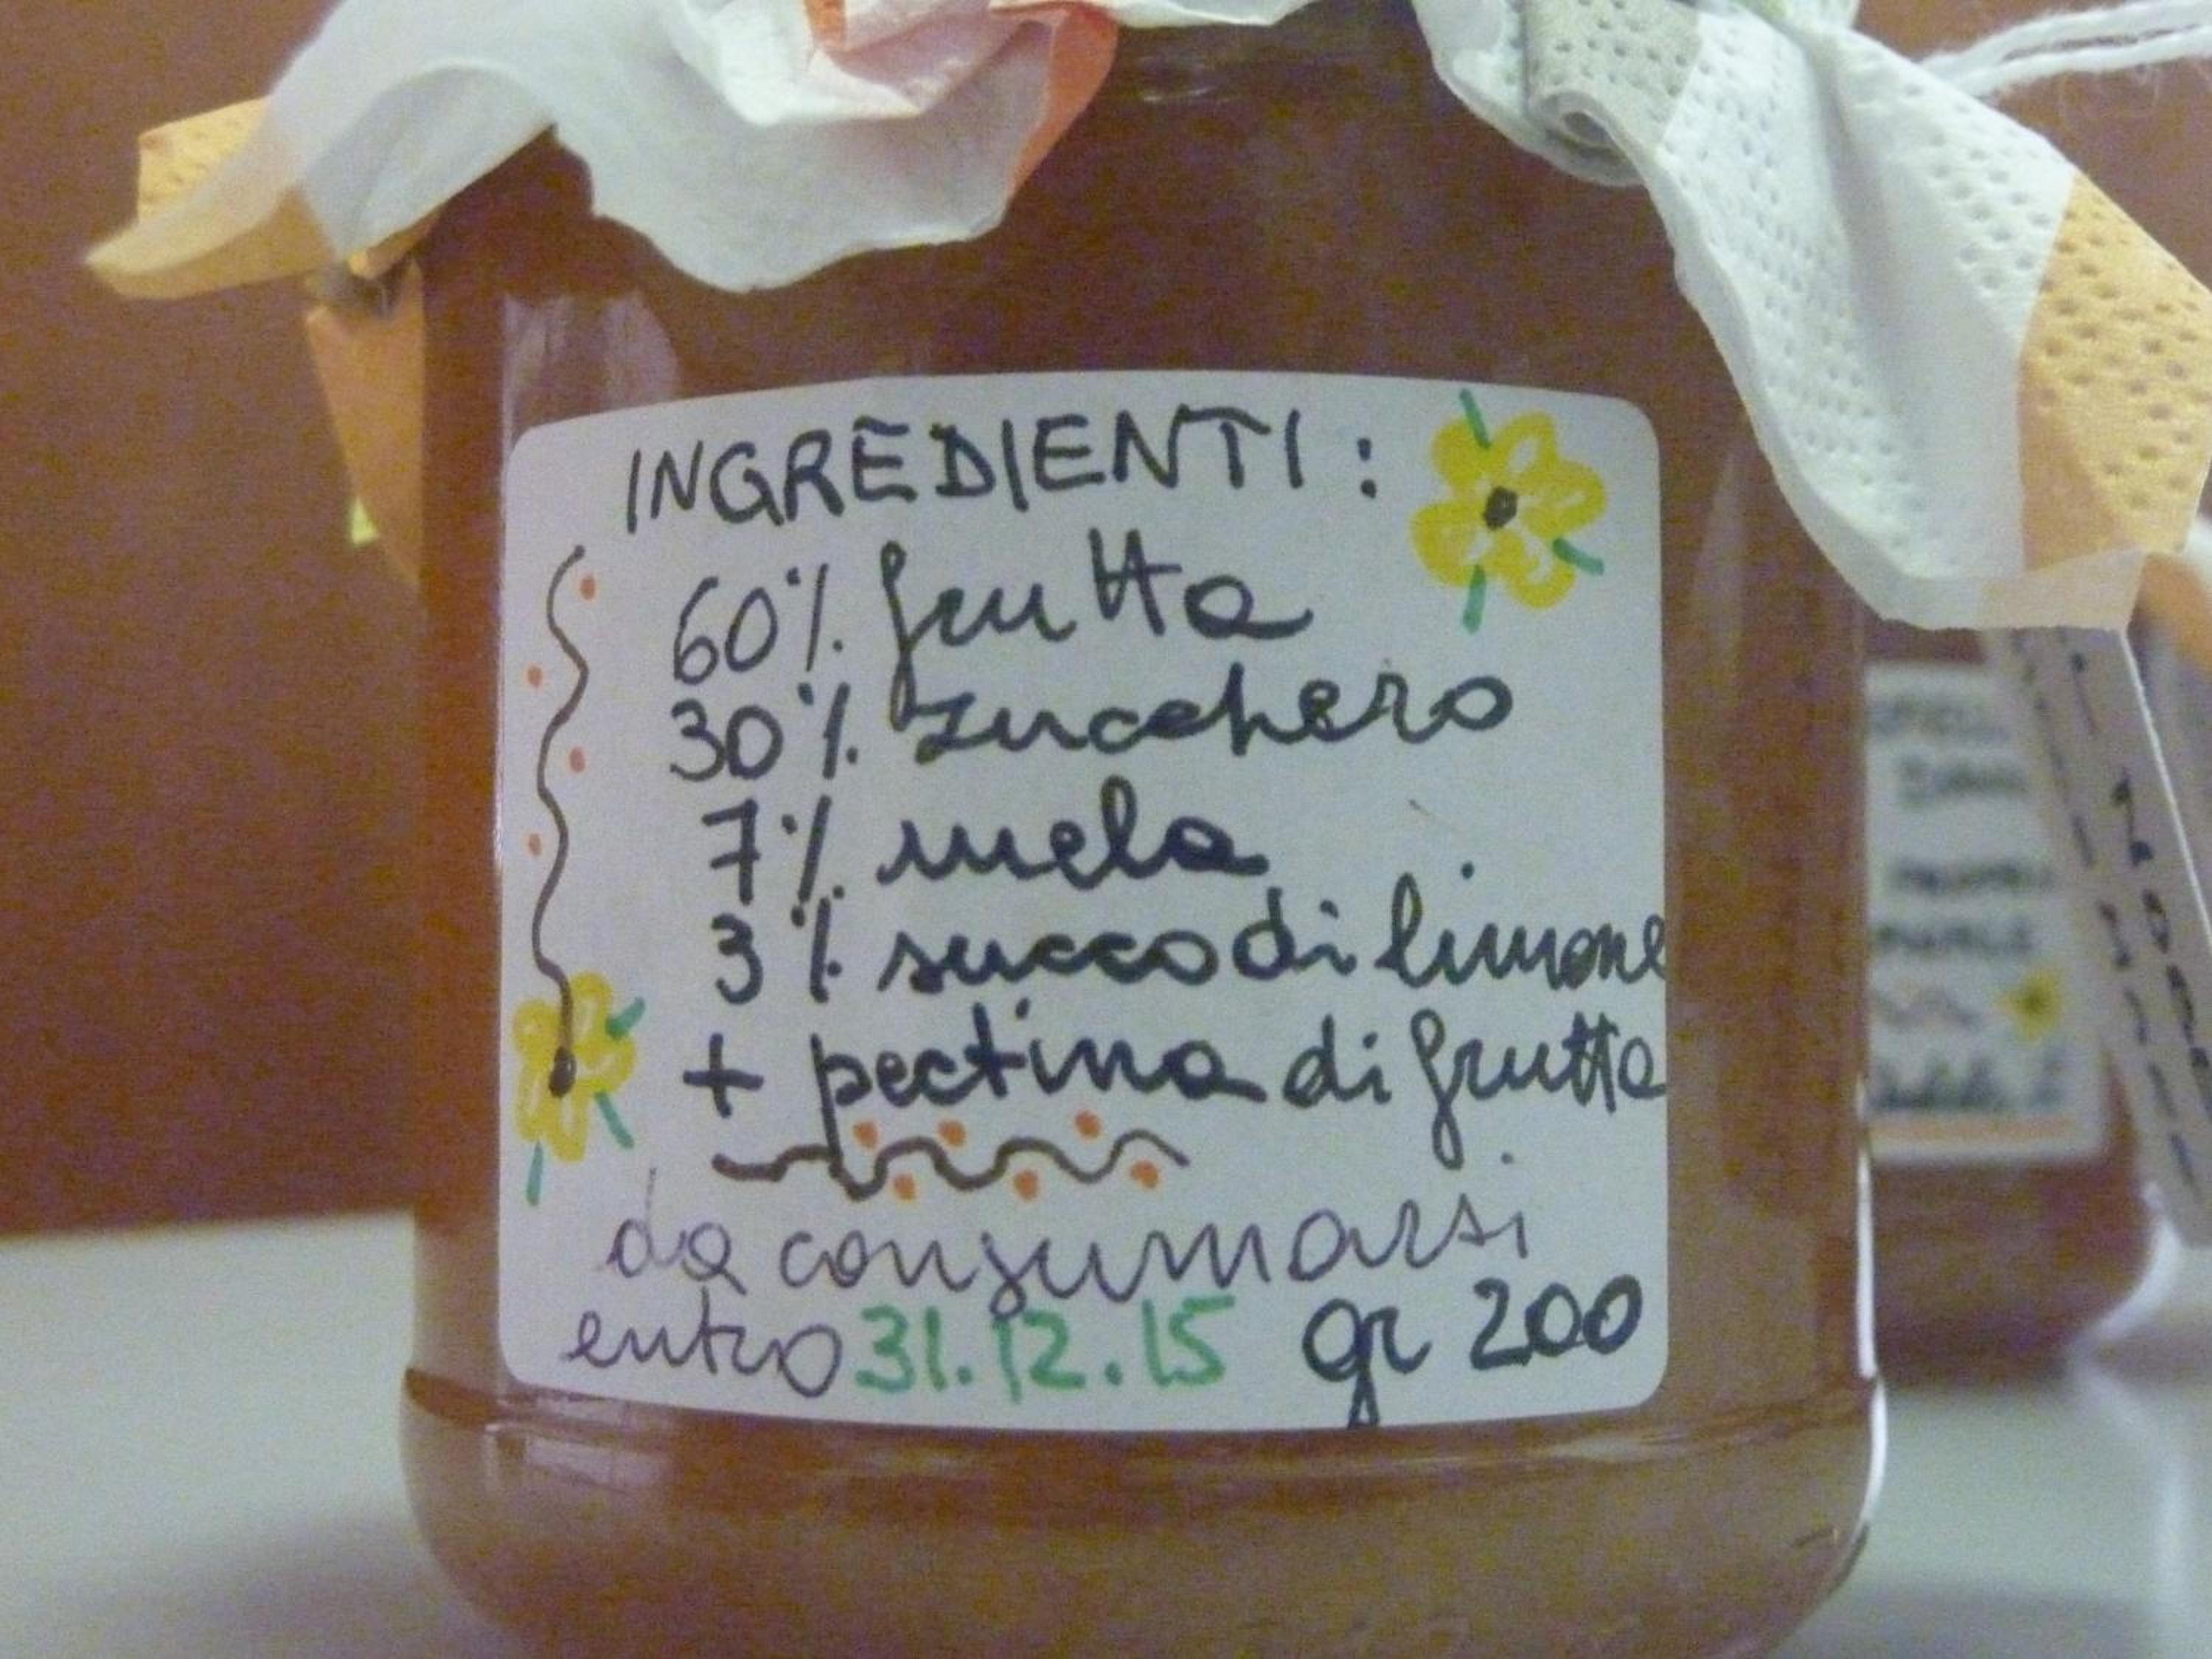 INGREDIENTI:
60% frutta
30% zucchero
7% mela
3% succo di limone
+ pectina di frutta
da consumarsi
entro 31.12.15 gr 200